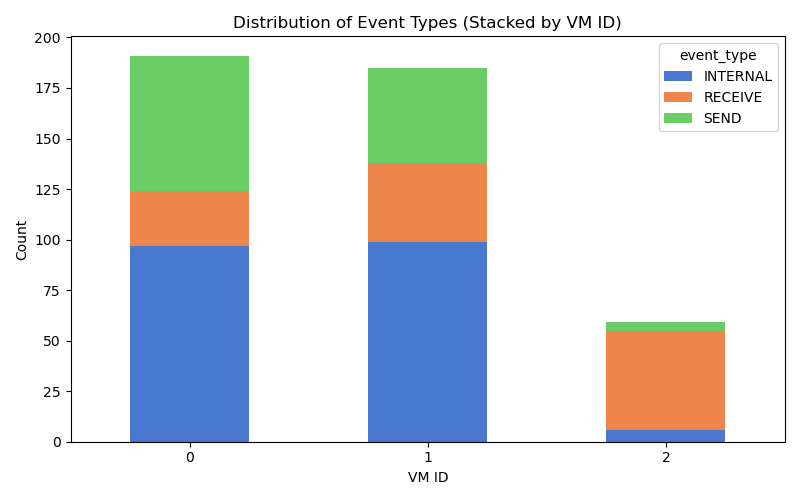 Distribution of Event Types (Stacked by VM ID)
200
175
150
125
100
75
50
25
0
Count
event_type
INTERNAL
RECEIVE
SEND
0
1
2
VM ID